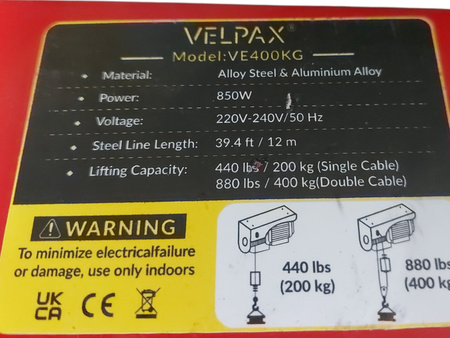 VELPAX
Model:VE400KG
Material: Alloy Steel & Aluminium Alloy
Power: 850W
Voltage: 220V-240V/50 Hz
Steel Line Length: 39.4 ft / 12 m
Lifting Capacity: 440 lbs / 200 kg (Single Cable)
880 lbs / 400 kg(Double Cable)
WARNING
To minimize electricalfailure
or damage, use only indoors
UK
CA CE
440 lbs
(200 kg)
880 lbs
(400 kg